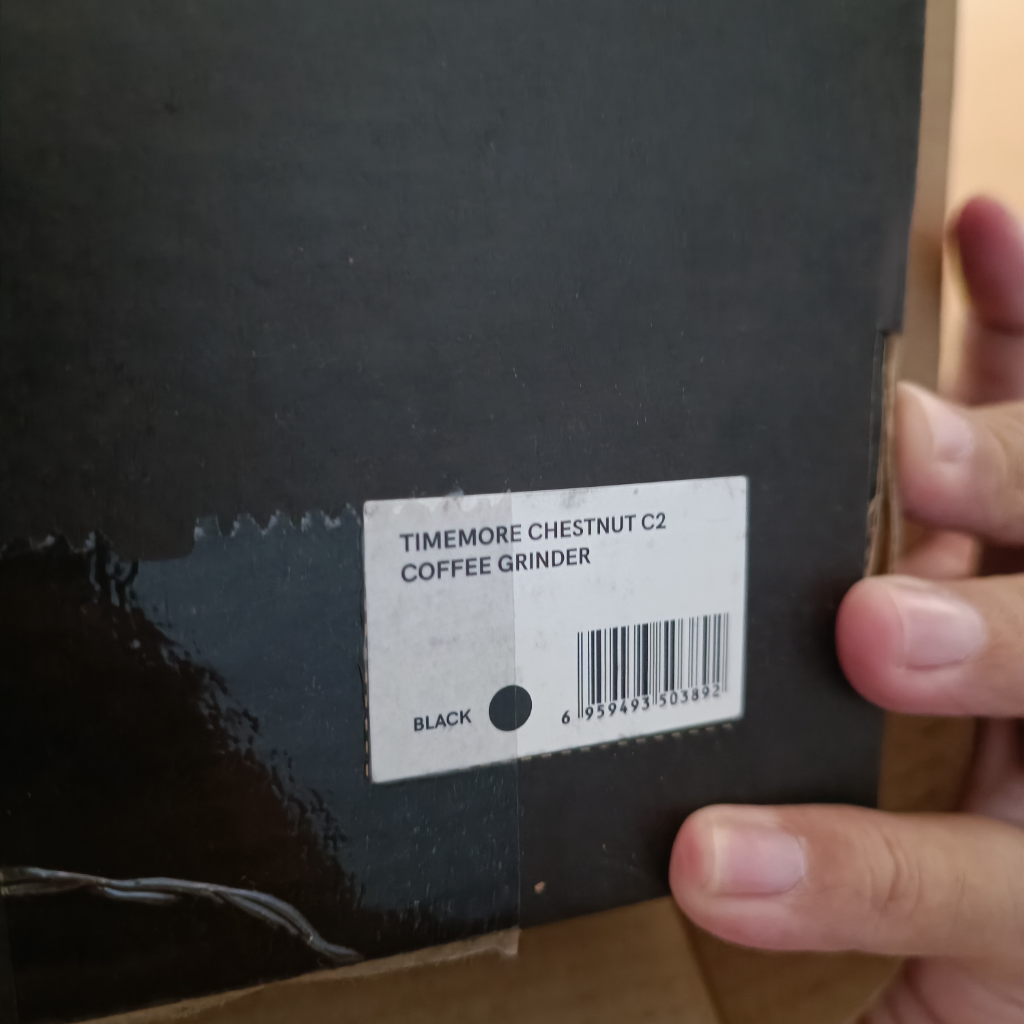 TIMEMORE CHESTNUT C2
COFFEE GRINDER
BLACK
6 959493 503892